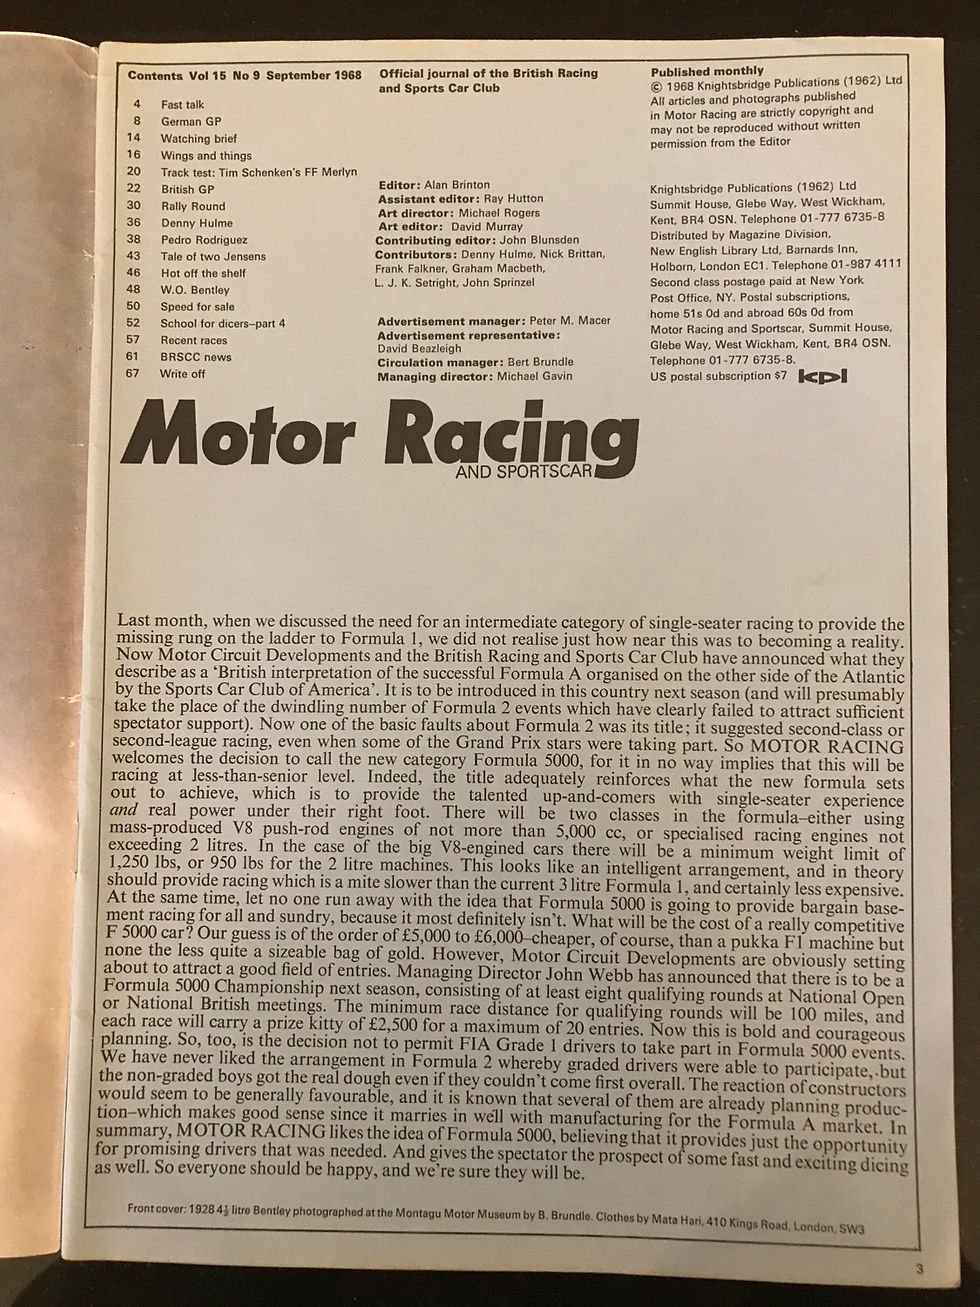 Contents Vol 15 No 9 September 1968
4 Fast talk
8 German GP
14 Watching brief
16 Wings and things
20 Track test: Tim Schenken's FF Merlyn
22 British GP
30 Rally Round
36 Denny Hulme
38 Pedro Rodriguez
43 Tale of two Jensens
46 Hot off the shelf
48 W.O. Bentley
50 Speed for sale
52 School for dicers–part 4
57 Recent races
61 BRSCC news
67 Write off
Official journal of the British Racing
and Sports Car Club
Editor: Alan Brinton
Assistant editor: Ray Hutton
Art director: Michael Rogers
Art editor: David Murray
Contributing editor: John Blunsden
Contributors: Denny Hulme, Nick Brittan,
Frank Falkner, Graham Macbeth,
L. J. K. Setright, John Sprinzel
Advertisement manager: Peter M. Macer
Advertisement representative:
David Beazleigh
Circulation manager: Bert Brundle
Managing director: Michael Gavin
Published monthly
© 1968 Knightsbridge Publications (1962) Ltd
All articles and photographs published
in Motor Racing are strictly copyright and
may not be reproduced without written
permission from the Editor
Knightsbridge Publications (1962) Ltd
Summit House, Glebe Way, West Wickham,
Kent, BR4 OSN. Telephone 01-777 6735-8
Distributed by Magazine Division,
New English Library Ltd, Barnards Inn,
Holborn, London EC1. Telephone 01-987 4111
Second class postage paid at New York
Post Office, NY. Postal subscriptions,
home 51s 0d and abroad 60s 0d from
Motor Racing and Sportscar, Summit House,
Glebe Way, West Wickham, Kent, BR4 OSN.
Telephone 01-777 6735-8.
US postal subscription $7 kpl
Motor Racing
AND SPORTSCAR
Last month, when we discussed the need for an intermediate category of single-seater racing to provide the
missing rung on the ladder to Formula 1, we did not realise just how near this was to becoming a reality.
Now Motor Circuit Developments and the British Racing and Sports Car Club have announced what they
describe as a 'British interpretation of the successful Formula A organised on the other side of the Atlantic
by the Sports Car Club of America'. It is to be introduced in this country next season (and will presumably
take the place of the dwindling number of Formula 2 events which have clearly failed to attract sufficient
spectator support). Now one of the basic faults about Formula 2 was its title; it suggested second-class or
second-league racing, even when some of the Grand Prix stars were taking part. So MOTOR RACING
welcomes the decision to call the new category Formula 5000, for it in no way implies that this will be
racing at less-than-senior level. Indeed, the title adequately reinforces what the new formula sets
out to achieve, which is to provide the talented up-and-comers with single-seater experience
and real power under their right foot. There will be two classes in the formula–either using
mass-produced V8 push-rod engines of not more than 5,000 cc, or specialised racing engines not
exceeding 2 litres. In the case of the big V8-engined cars there will be a minimum weight limit of
1,250 lbs, or 950 lbs for the 2 litre machines. This looks like an intelligent arrangement, and in theory
should provide racing which is a mite slower than the current 3 litre Formula 1, and certainly less expensive.
At the same time, let no one run away with the idea that Formula 5000 is going to provide bargain base-
ment racing for all and sundry, because it most definitely isn't. What will be the cost of a really competitive
F 5000 car? Our guess is of the order of £5,000 to £6,000–cheaper, of course, than a pukka F1 machine but
none the less quite a sizeable bag of gold. However, Motor Circuit Developments are obviously setting
about to attract a good field of entries. Managing Director John Webb has announced that there is to be a
Formula 5000 Championship next season, consisting of at least eight qualifying rounds at National Open
or National British meetings. The minimum race distance for qualifying rounds will be 100 miles, and
each race will carry a prize kitty of £2,500 for a maximum of 20 entries. Now this is bold and courageous
planning. So, too, is the decision not to permit FIA Grade 1 drivers to take part in Formula 5000 events.
We have never liked the arrangement in Formula 2 whereby graded drivers were able to participate, but
the non-graded boys got the real dough even if they couldn't come first overall. The reaction of constructors
would seem to be generally favourable, and it is known that several of them are already planning produc-
tion–which makes good sense since it marries in well with manufacturing for the Formula A market. In
summary, MOTOR RACING likes the idea of Formula 5000, believing that it provides just the opportunity
for promising drivers that was needed. And gives the spectator the prospect of some fast and exciting dicing
as well. So everyone should be happy, and we're sure they will be.
Front cover: 1928 4½ litre Bentley photographed at the Montagu Motor Museum by B. Brundle. Clothes by Mata Hari, 410 Kings Road, London, SW3
3